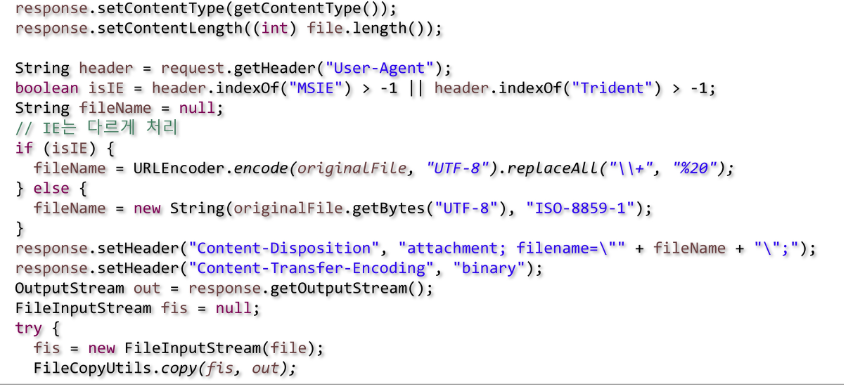 response.setContentType(getContentType());
response.setContentLength((int) file.length());
String header = request.getHeader("User-Agent");
boolean isIE = header.indexOf("MSIE") > -1 || header.indexOf("Trident") > -1;
String fileName = null;
// IE는 다르게 처리
if (isIE) {
fileName = URLEncoder.encode(originalFile, "UTF-8").replaceAll("\\+", "%20");
} else {
fileName = new String(originalFile.getBytes("UTF-8"), "ISO-8859-1");
}
response.setHeader("Content-Disposition", "attachment; filename=\"" + fileName + "\";");
response.setHeader("Content-Transfer-Encoding", "binary");
OutputStream out = response.getOutputStream();
FileInputStream fis = null;
try {
fis = new FileInputStream(file);
FileCopyUtils.copy(fis, out);